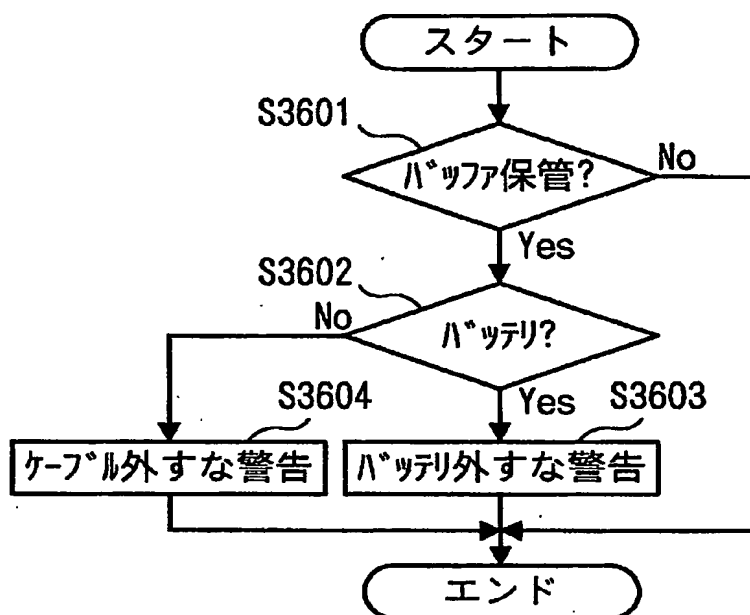 スタート
S3601
バッファ保管?
No
Yes
S3602
No
バッテリ?
Yes
S3604
S3603
ケーブル外すな警告
バッテリ外すな警告
エンド